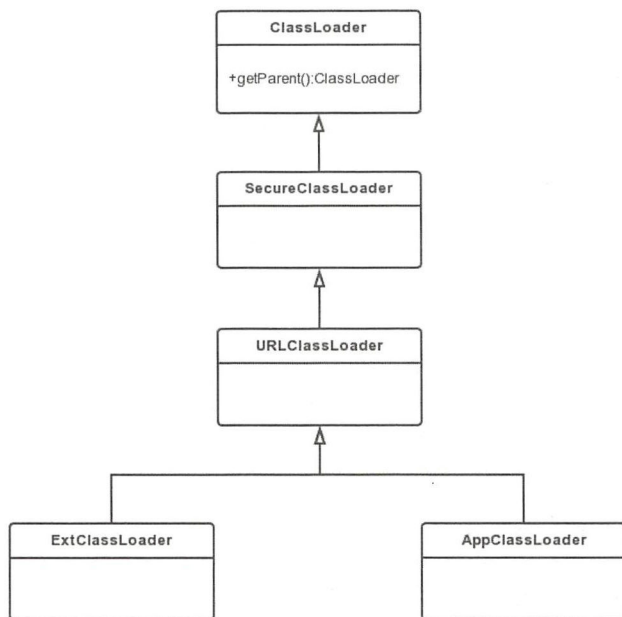 ClassLoader
+getParent():ClassLoader
SecureClassLoader
URLClassLoader
ExtClassLoader
AppClassLoader